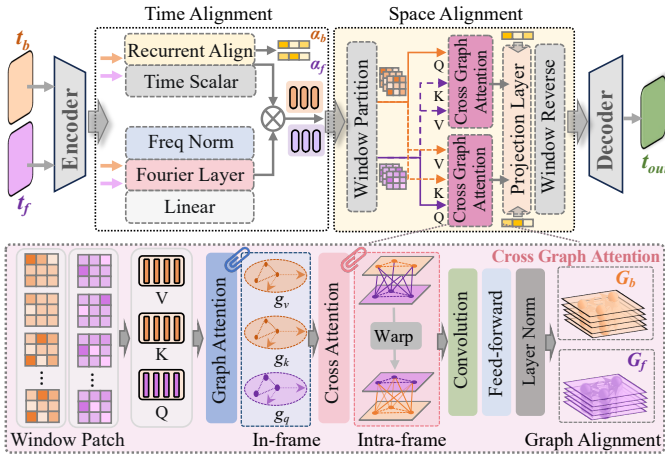 Time Alignment
Space Alignment
t_b
t_f
Encoder
Recurrent Align
Time Scalar
α_b
α_f
Freq Norm
Fourier Layer
Linear
Window Partition
Q
K
V
Cross Graph
Attention
V
K
Q
Cross Graph
Attention
Projection Layer
Window Reverse
Decoder
t_out
Cross Graph Attention
V
K
Q
Graph Attention
g_v
g_k
g_q
Cross Attention
Warp
Convolution
Feed-forward
Layer Norm
G_b
G_f
Window Patch
In-frame
Intra-frame
Graph Alignment